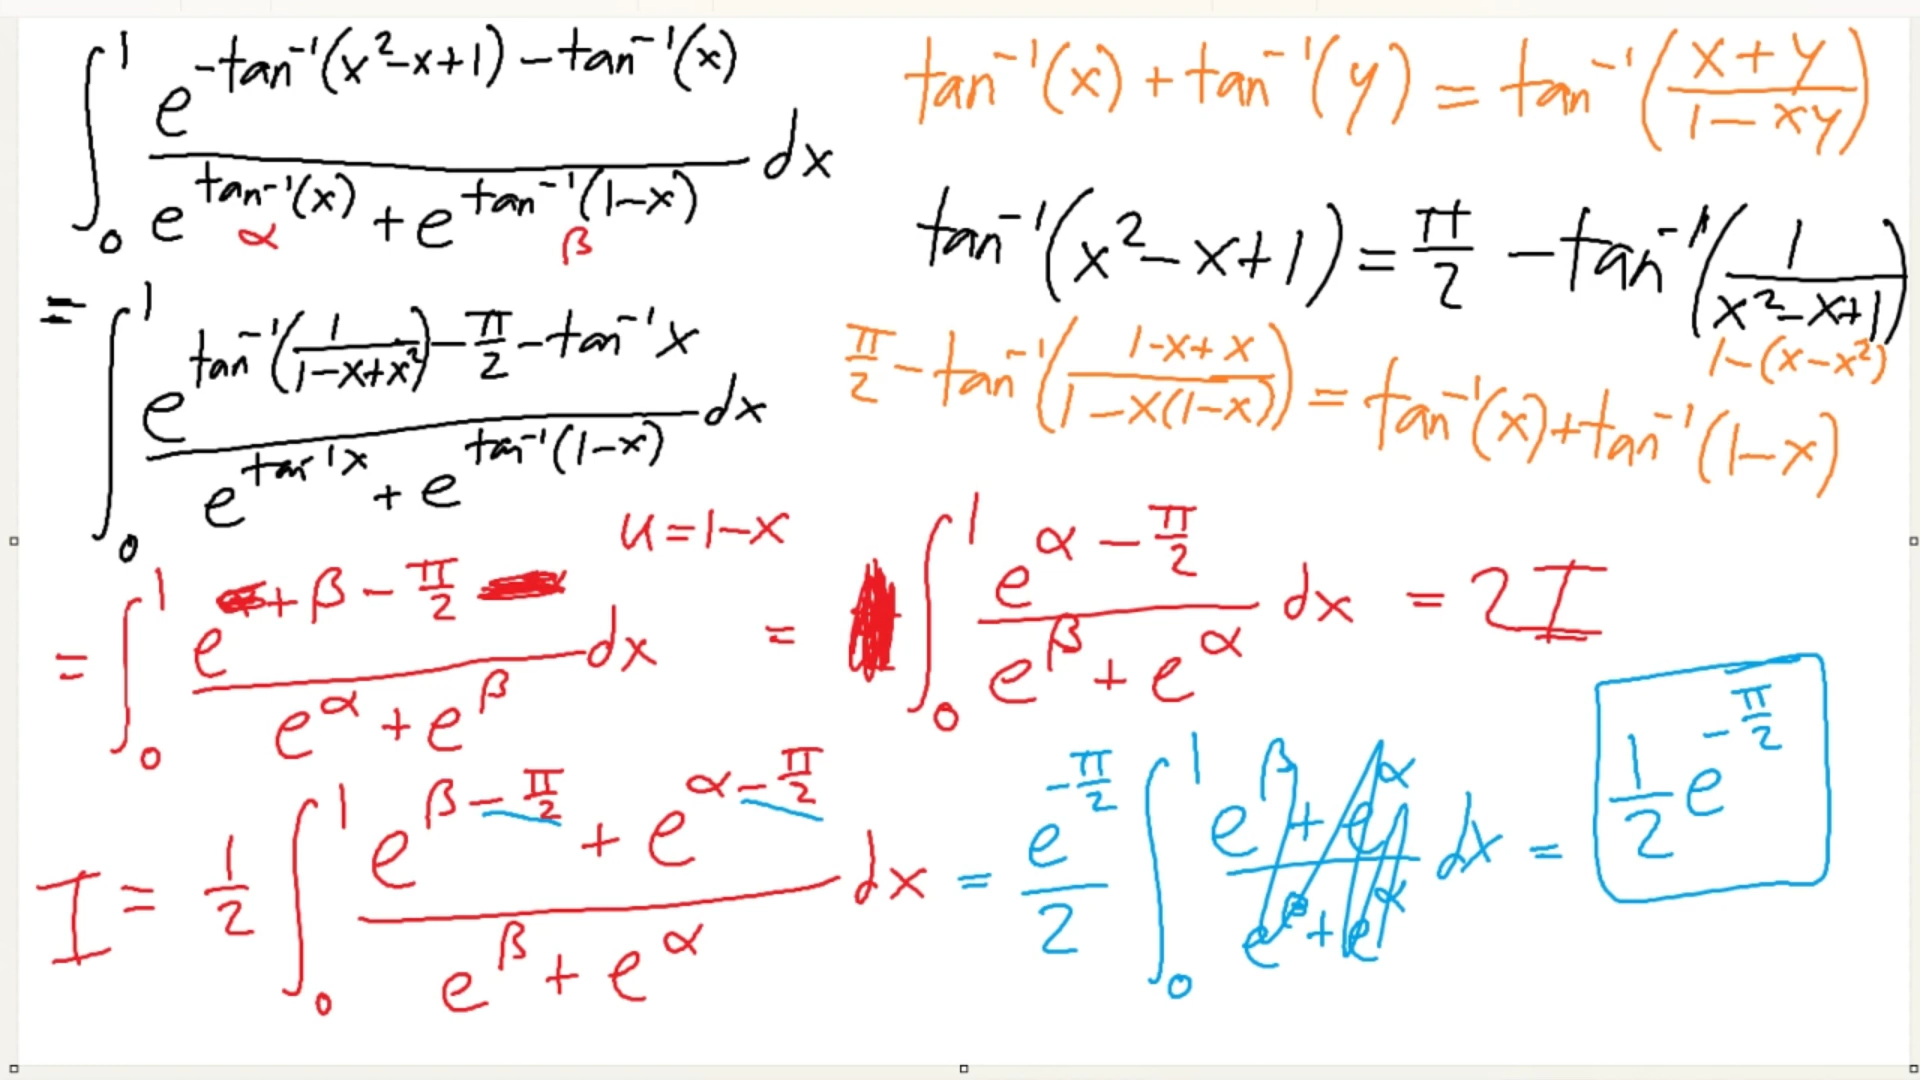 ∫₀¹ e^(-tan⁻¹(x²-x+1) - tan⁻¹(x)) / (e^(tan⁻¹(x)) + e^(tan⁻¹(1-x))) dx
α β
tan⁻¹(x) + tan⁻¹(y) = tan⁻¹((x+y)/(1-xy))
tan⁻¹(x²-x+1) = π/2 - tan⁻¹(1/(x²-x+1))
1-(x-x²)
= ∫₀¹ e^(tan⁻¹(1/(1-x+x²)) - π/2 - tan⁻¹x) / (e^(tan⁻¹x) + e^(tan⁻¹(1-x))) dx
π/2 - tan⁻¹((1-x+x)/(1-x(1-x))) = tan⁻¹(x) + tan⁻¹(1-x)
u = 1-x
= ∫₀¹ e^(+ β - π/2) / (e^α + e^β) dx = ∫₀¹ e^(α - π/2) / (e^β + e^α) dx = 2I
I = 1/2 ∫₀¹ (e^(β - π/2) + e^(α - π/2)) / (e^β + e^α) dx = e^(-π/2)/2 ∫₀¹ (e^β + e^α) / (e^β + e^α) dx = 1/2 e^(-π/2)